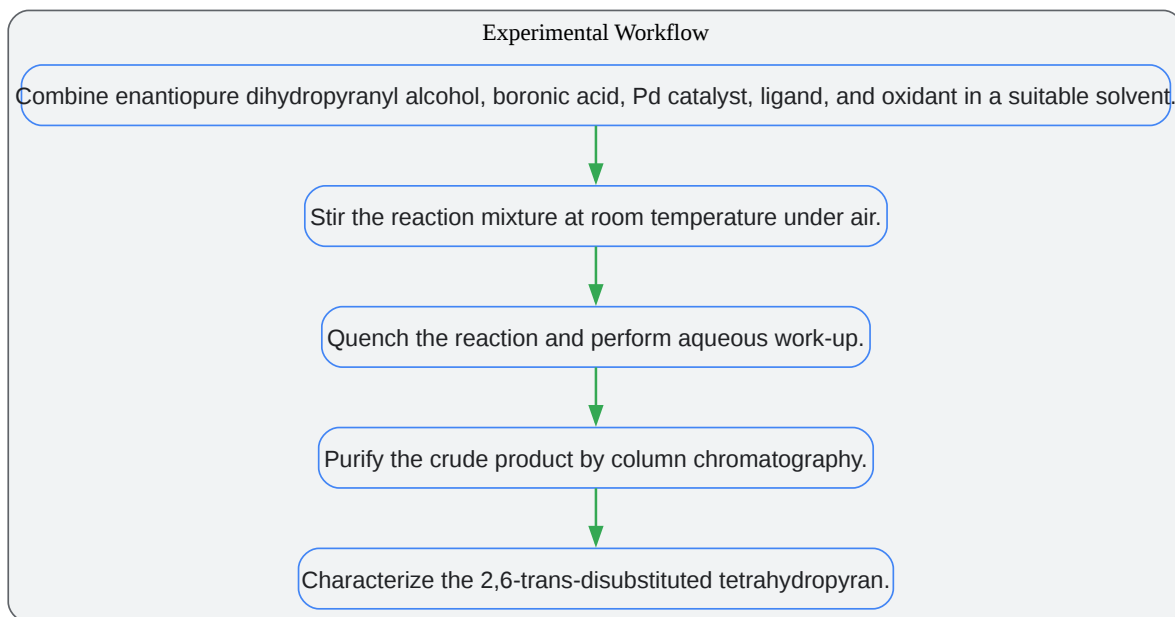 Experimental Workflow
Combine enantiopure dihydropyranyl alcohol, boronic acid, Pd catalyst, ligand, and oxidant in a suitable solvent.
Stir the reaction mixture at room temperature under air.
Quench the reaction and perform aqueous work-up.
Purify the crude product by column chromatography.
Characterize the 2,6-trans-disubstituted tetrahydropyran.